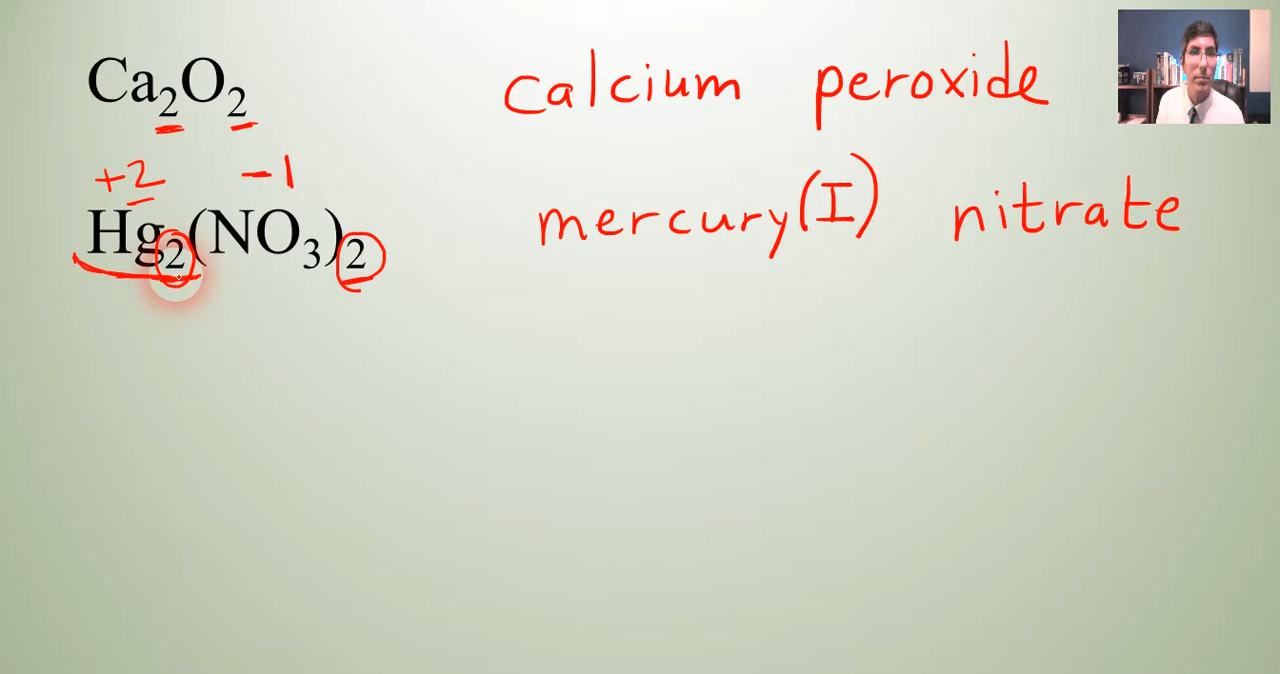 Ca₂O₂ Calcium peroxide
+2 -1
Hg₂(NO₃)₂ mercury(I) nitrate